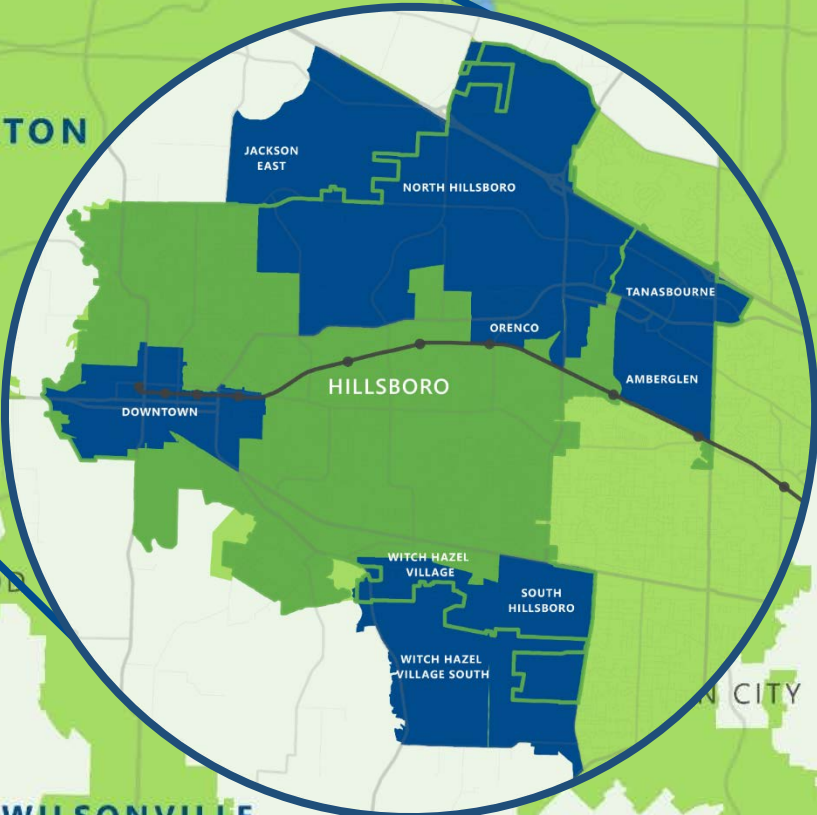 TON
JACKSON
EAST
NORTH HILLSBORO
TANASBOURNE
ORENCO
AMBERGLEN
HILLSBORO
DOWNTOWN
WITCH HAZEL
VILLAGE
SOUTH
HILLSBORO
WITCH HAZEL
VILLAGE SOUTH
D
N CITY
WILSONVILLE